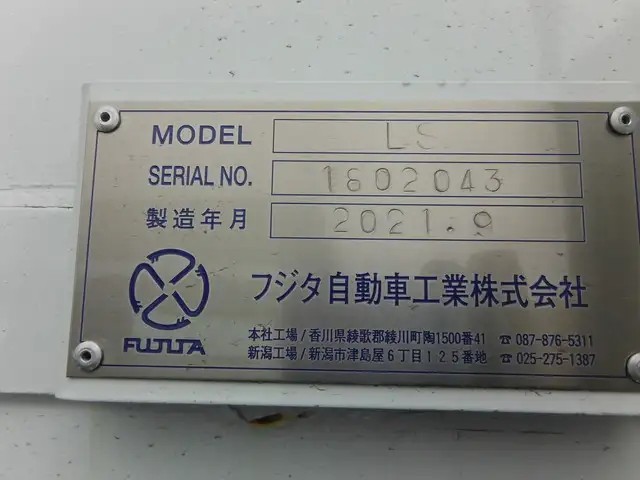 MODEL LS
SERIAL NO. 1602043
製造年月 2021.9
フジタ自動車工業株式会社
FUJITA
本社工場/香川県綾歌郡綾川町陶1500番41 ☎087-876-5311
新潟工場/新潟市津島屋6丁目125番地 ☎025-275-1387